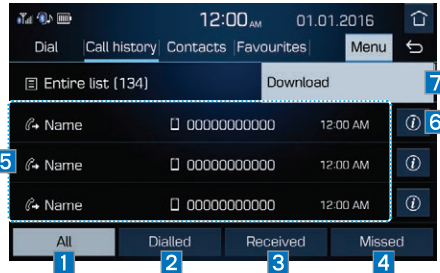 12:00 AM 01.01.2016
Dial Call history Contacts Favourites Menu
Entire list (134) Download 7
Name 00000000000 12:00 AM 6
5 Name 00000000000 12:00 AM
Name 00000000000 12:00 AM
All Dialled Received Missed
1 2 3 4